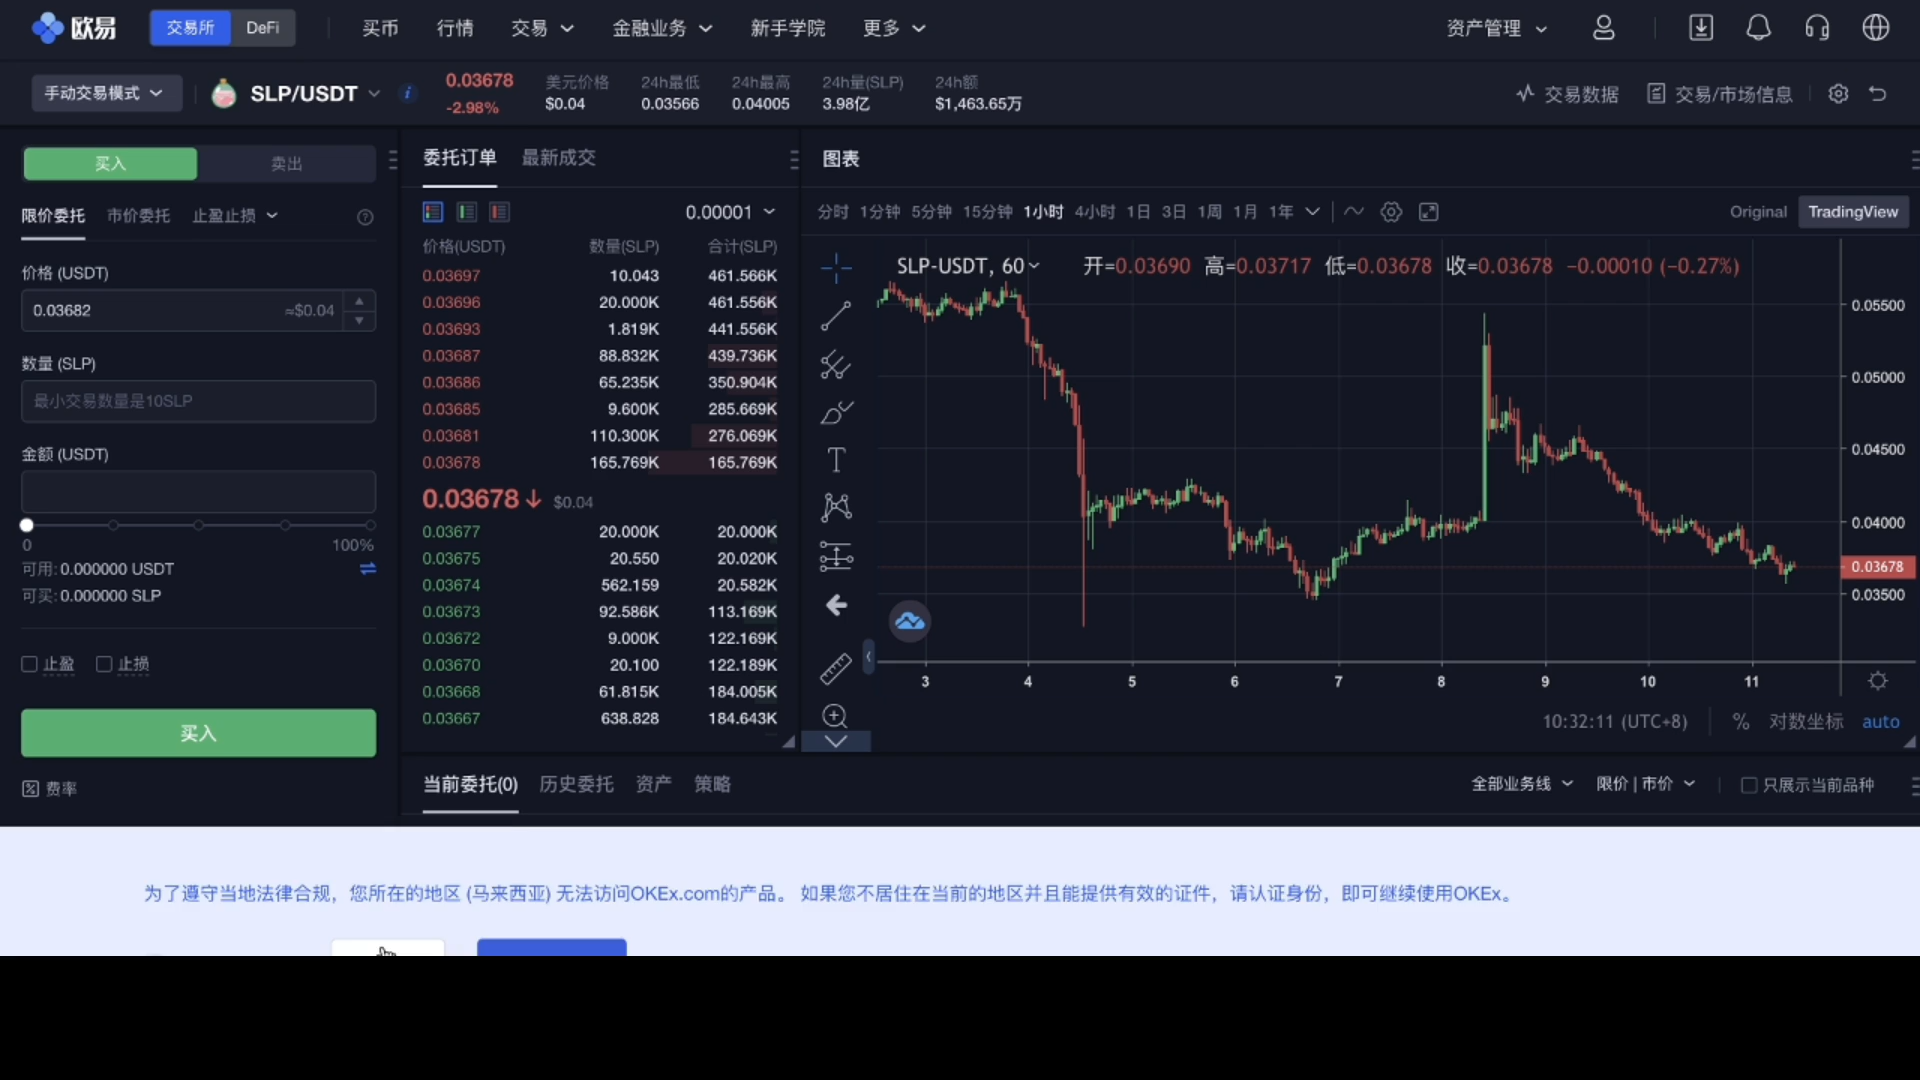 欧易 交易所 DeFi 买币 行情 交易 金融业务 新手学院 更多 资产管理
手动交易模式 SLP/USDT 0.03678 -2.98% 美元价格 $0.04 24h最低 0.03566 24h最高 0.04005 24h量(SLP) 3.98亿 24h额 $1,463.65万 交易数据 交易/市场信息
买入 卖出
限价委托 市价委托 止盈止损
价格 (USDT)
0.03682 ≈$0.04
数量 (SLP)
最小交易数量是10SLP
金额 (USDT)
0 100%
可用: 0.000000 USDT
可买: 0.000000 SLP
止盈 止损
买入
费率
委托订单 最新成交
0.00001
价格(USDT) 数量(SLP) 合计(SLP)
0.03697 10.043 461.566K
0.03696 20.000K 461.556K
0.03693 1.819K 441.556K
0.03687 88.832K 439.736K
0.03686 65.235K 350.904K
0.03685 9.600K 285.669K
0.03681 110.300K 276.069K
0.03678 165.769K 165.769K
0.03678 $0.04
0.03677 20.000K 20.000K
0.03675 20.550 20.020K
0.03674 562.159 20.582K
0.03673 92.586K 113.169K
0.03672 9.000K 122.169K
0.03670 20.100 122.189K
0.03668 61.815K 184.005K
0.03667 638.828 184.643K
图表
分时 1分钟 5分钟 15分钟 1小时 4小时 1日 3日 1周 1月 1年 Original TradingView
SLP-USDT, 60 开=0.03690 高=0.03717 低=0.03678 收=0.03678 −0.00010 (−0.27%)
0.05500
0.05000
0.04500
0.04000
0.03678
0.03500
3 4 5 6 7 8 9 10 11
10:32:11 (UTC+8) % 对数坐标 auto
当前委托(0) 历史委托 资产 策略 全部业务线 限价 | 市价 只展示当前品种
为了遵守当地法律合规，您所在的地区 (马来西亚) 无法访问OKEx.com的产品。 如果您不居住在当前的地区并且能提供有效的证件，请认证身份，即可继续使用OKEx。